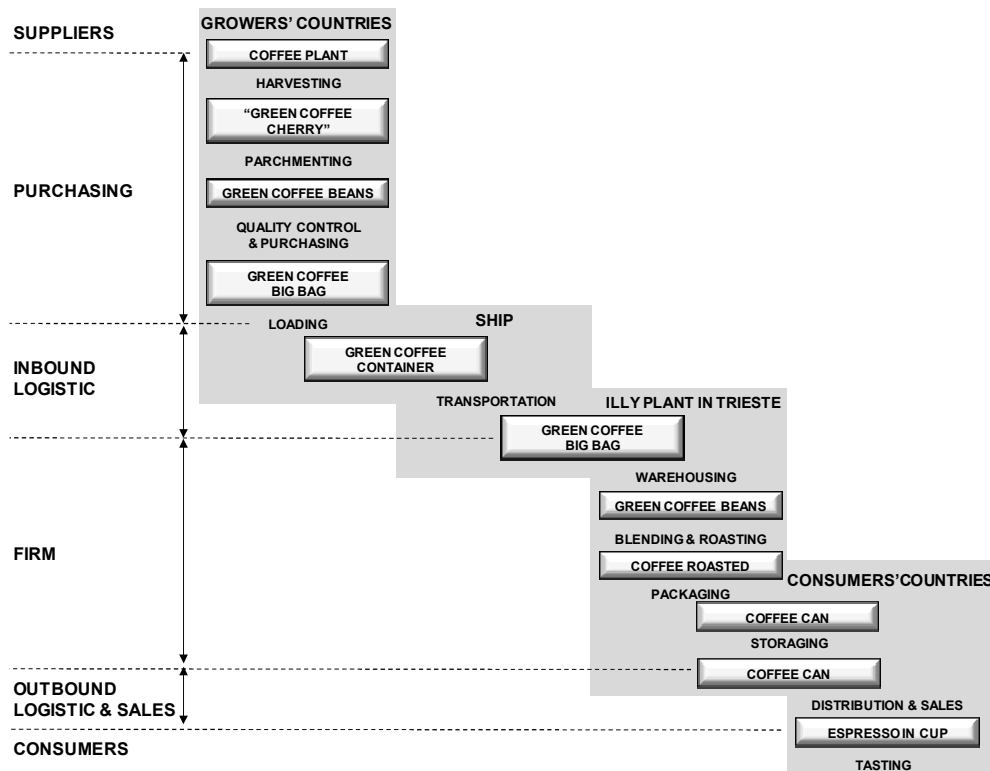 SUPPLIERS
GROWERS' COUNTRIES
COFFEE PLANT
HARVESTING
“GREEN COFFEE
CHERRY”
PARCHMENTING
PURCHASING
GREEN COFFEE BEANS
QUALITY CONTROL
& PURCHASING
GREEN COFFEE
BIG BAG
LOADING
SHIP
INBOUND
LOGISTIC
GREEN COFFEE
CONTAINER
TRANSPORTATION
ILLY PLANT IN TRIESTE
GREEN COFFEE
BIG BAG
WAREHOUSING
GREEN COFFEE BEANS
FIRM
BLENDING & ROASTING
COFFEE ROASTED
CONSUMERS'COUNTRIES
PACKAGING
COFFEE CAN
STORAGING
COFFEE CAN
OUTBOUND
LOGISTIC & SALES
DISTRIBUTION & SALES
ESPRESSO IN CUP
CONSUMERS
TASTING